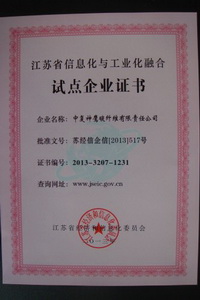 江苏省信息化与工业化融合
试点企业证书
企业名称：中复神鹰碳纤维有限责任公司
批准文号：苏经信企信[2013]517号
证书编号：2013-3207-1231
查询网址：www.jseic.gov.cn
江苏省经济和信息化委员会